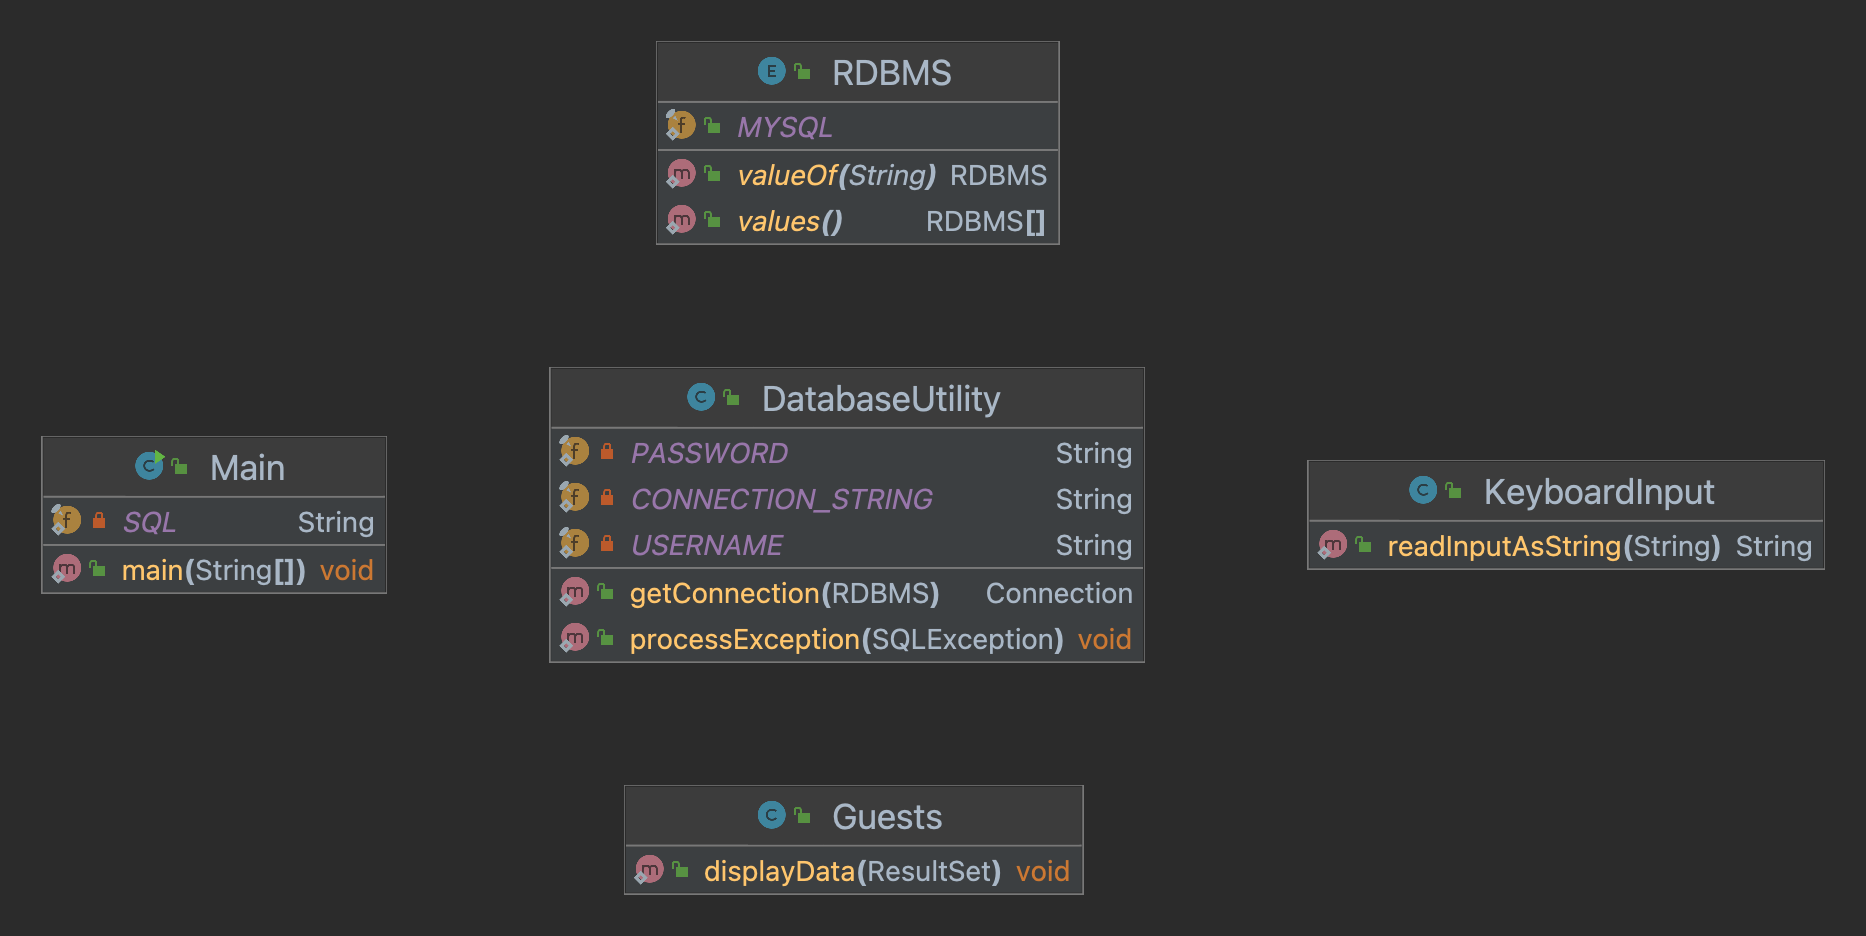 E RDBMS
f MYSQL
m valueOf(String) RDBMS
m values() RDBMS[]
C Main
f SQL String
m main(String[]) void
C DatabaseUtility
f PASSWORD String
f CONNECTION_STRING String
f USERNAME String
m getConnection(RDBMS) Connection
m processException(SQLException) void
C KeyboardInput
m readInputAsString(String) String
C Guests
m displayData(ResultSet) void